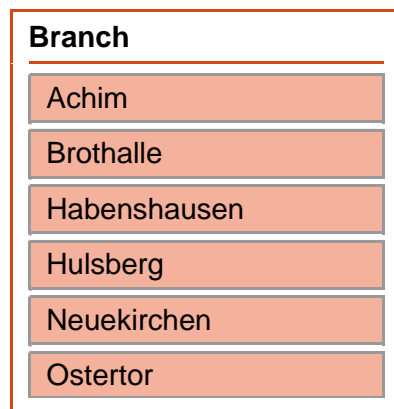 Branch
Achim
Brothalle
Habenshausen
Hulsberg
Neuekirchen
Ostertor